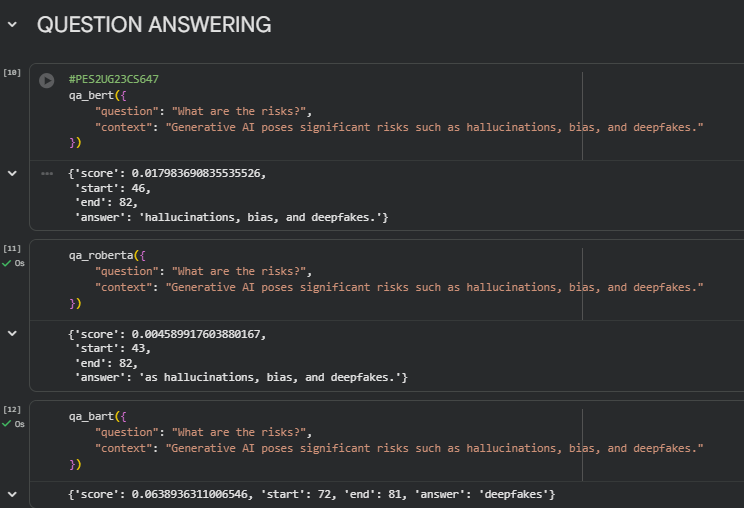 QUESTION ANSWERING
[10]
#PES2UG23CS647
qa_bert({
"question": "What are the risks?",
"context": "Generative AI poses significant risks such as hallucinations, bias, and deepfakes."
})
{'score': 0.017983690835535526,
'start': 46,
'end': 82,
'answer': 'hallucinations, bias, and deepfakes.'}
[11]
0s
qa_roberta({
"question": "What are the risks?",
"context": "Generative AI poses significant risks such as hallucinations, bias, and deepfakes."
})
{'score': 0.004589917603880167,
'start': 43,
'end': 82,
'answer': 'as hallucinations, bias, and deepfakes.'}
[12]
0s
qa_bart({
"question": "What are the risks?",
"context": "Generative AI poses significant risks such as hallucinations, bias, and deepfakes."
})
{'score': 0.0638936311006546, 'start': 72, 'end': 81, 'answer': 'deepfakes'}